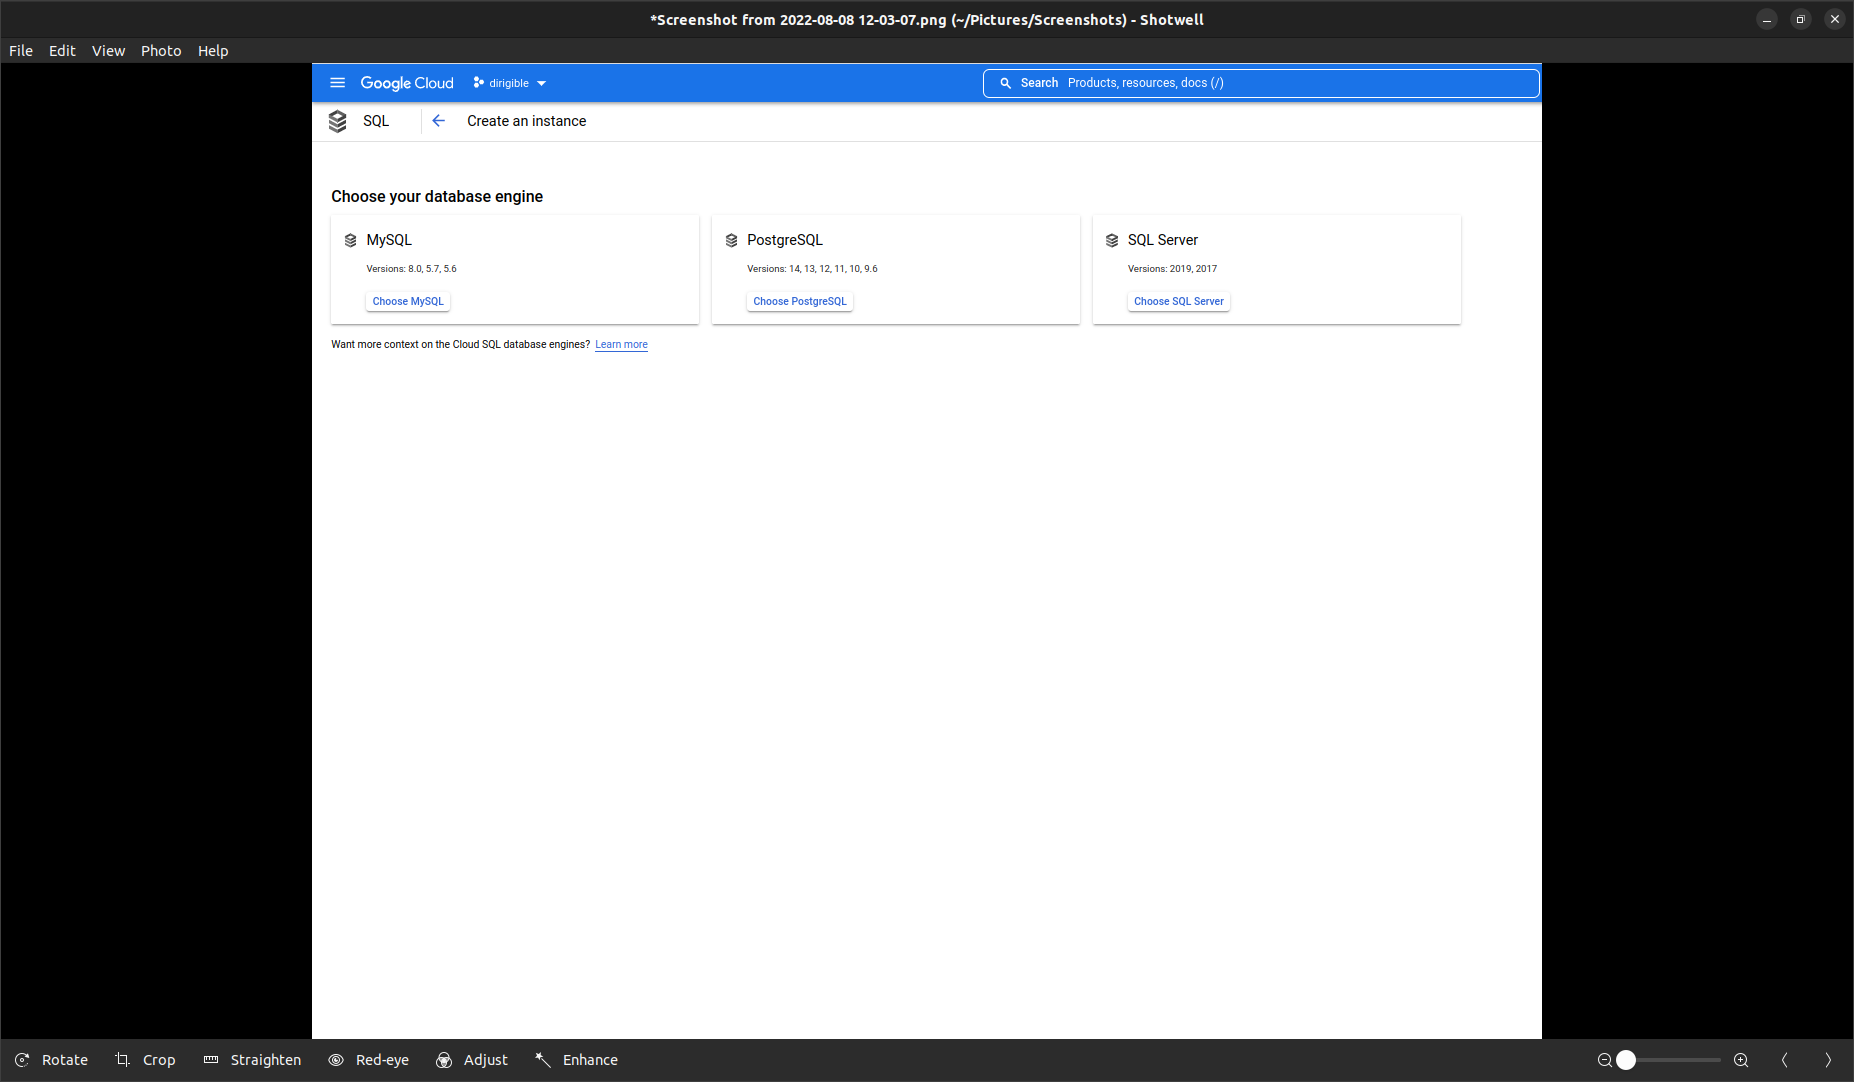 *Screenshot from 2022-08-08 12-03-07.png (~/Pictures/Screenshots) - Shotwell
File Edit View Photo Help
Google Cloud dirigible Search Products, resources, docs (/)
SQL Create an instance
Choose your database engine
MySQL PostgreSQL SQL Server
Versions: 8.0, 5.7, 5.6 Versions: 14, 13, 12, 11, 10, 9.6 Versions: 2019, 2017
Choose MySQL Choose PostgreSQL Choose SQL Server
Want more context on the Cloud SQL database engines? Learn more
Rotate Crop Straighten Red-eye Adjust Enhance